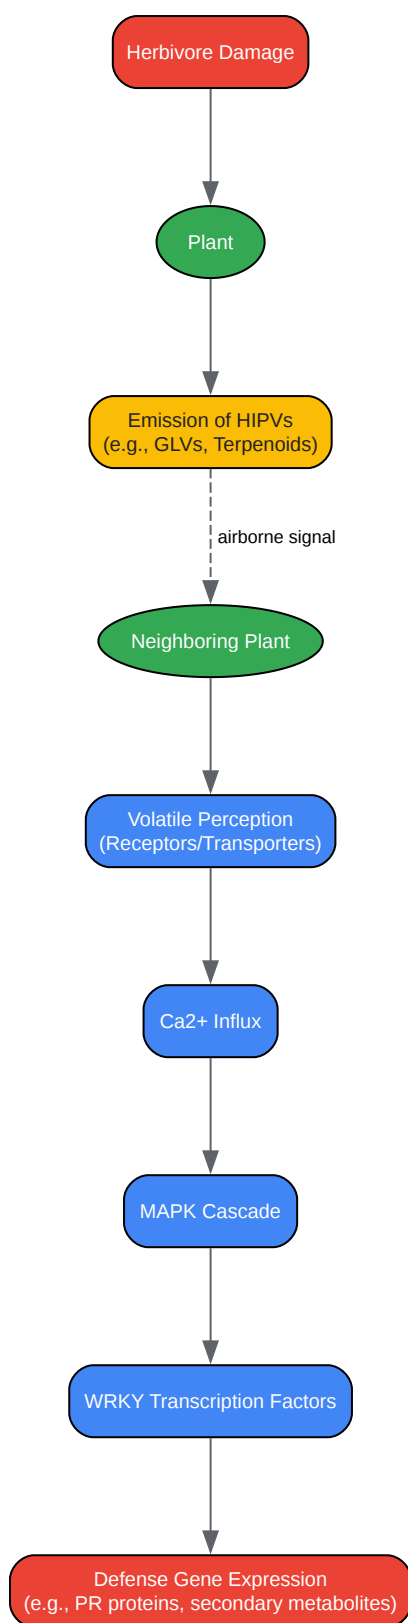 Herbivore Damage
Plant
Emission of HIPVs
(e.g., GLVs, Terpenoids)
airborne signal
Neighboring Plant
Volatile Perception
(Receptors/Transporters)
Ca2+ Influx
MAPK Cascade
WRKY Transcription Factors
Defense Gene Expression
(e.g., PR proteins, secondary metabolites)